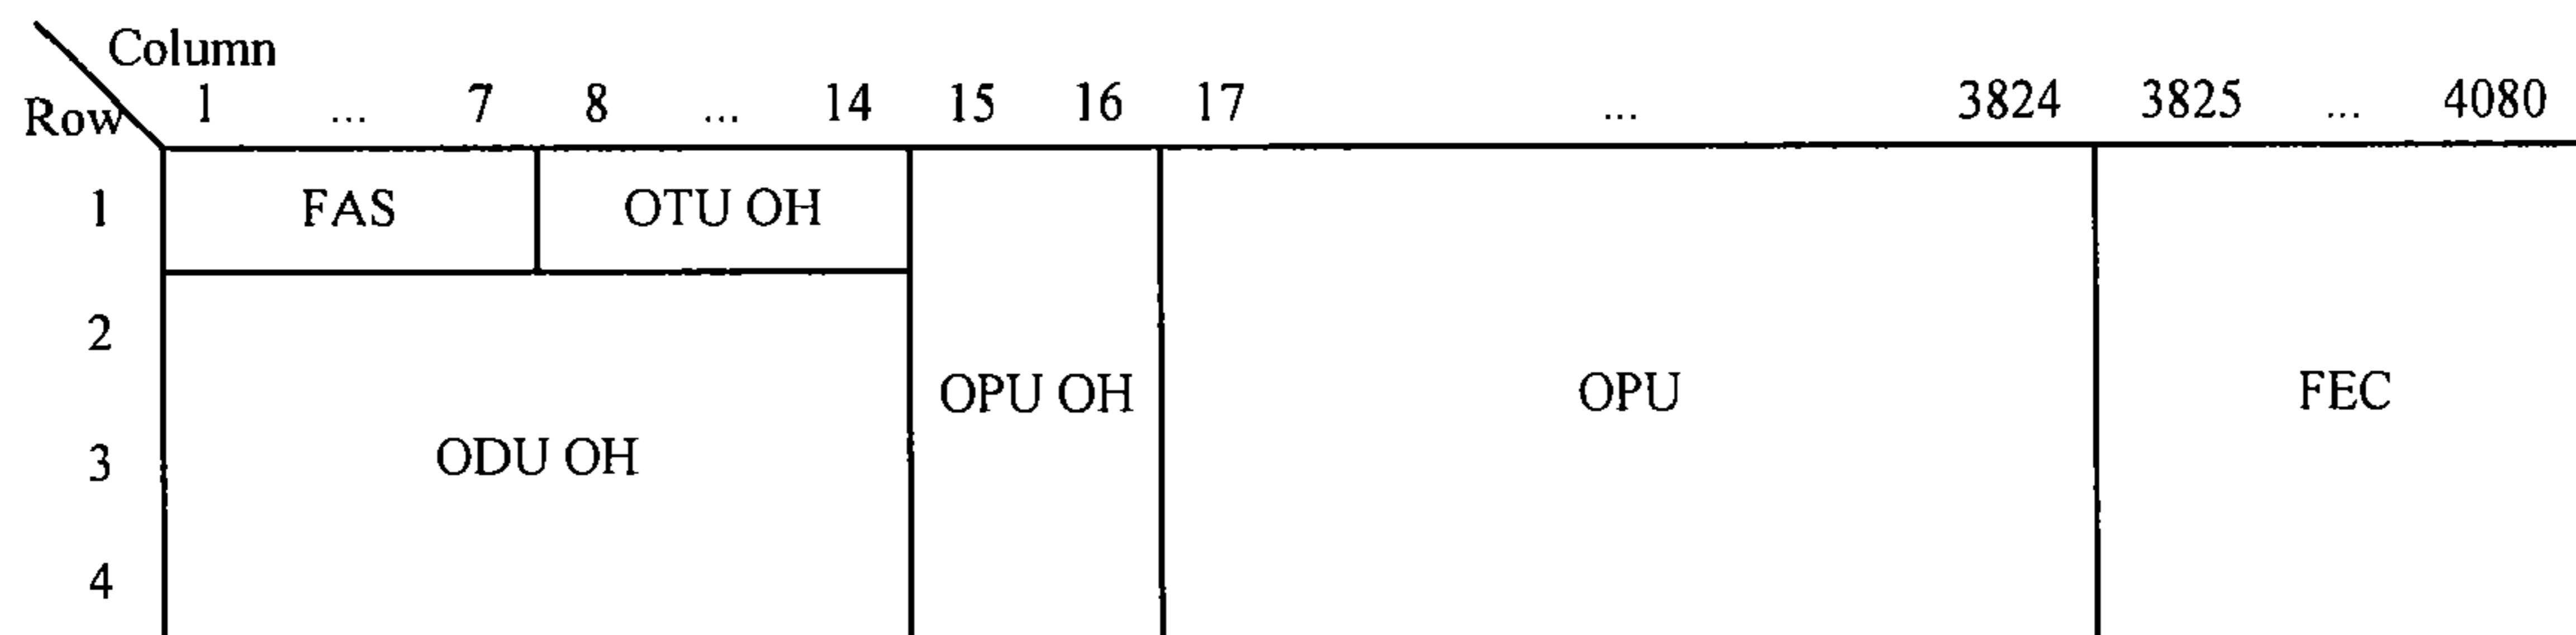 Column
Row 1 ... 7 8 ... 14 15 16 17 ... 3824 3825 ... 4080
1 FAS OTU OH
2
OPU OH OPU FEC
3 ODU OH
4